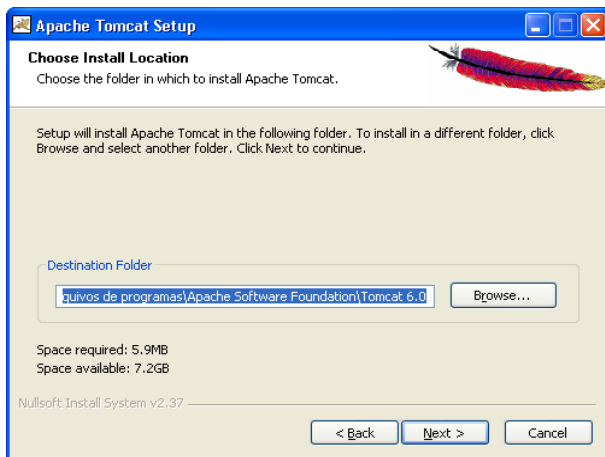 Apache Tomcat Setup
Choose Install Location
Choose the folder in which to install Apache Tomcat.
Setup will install Apache Tomcat in the following folder. To install in a different folder, click
Browse and select another folder. Click Next to continue.
Destination Folder
quivos de programas\Apache Software Foundation\Tomcat 6.0
Browse...
Space required: 5.9MB
Space available: 7.2GB
Nullsoft Install System v2.37
< Back
Next >
Cancel